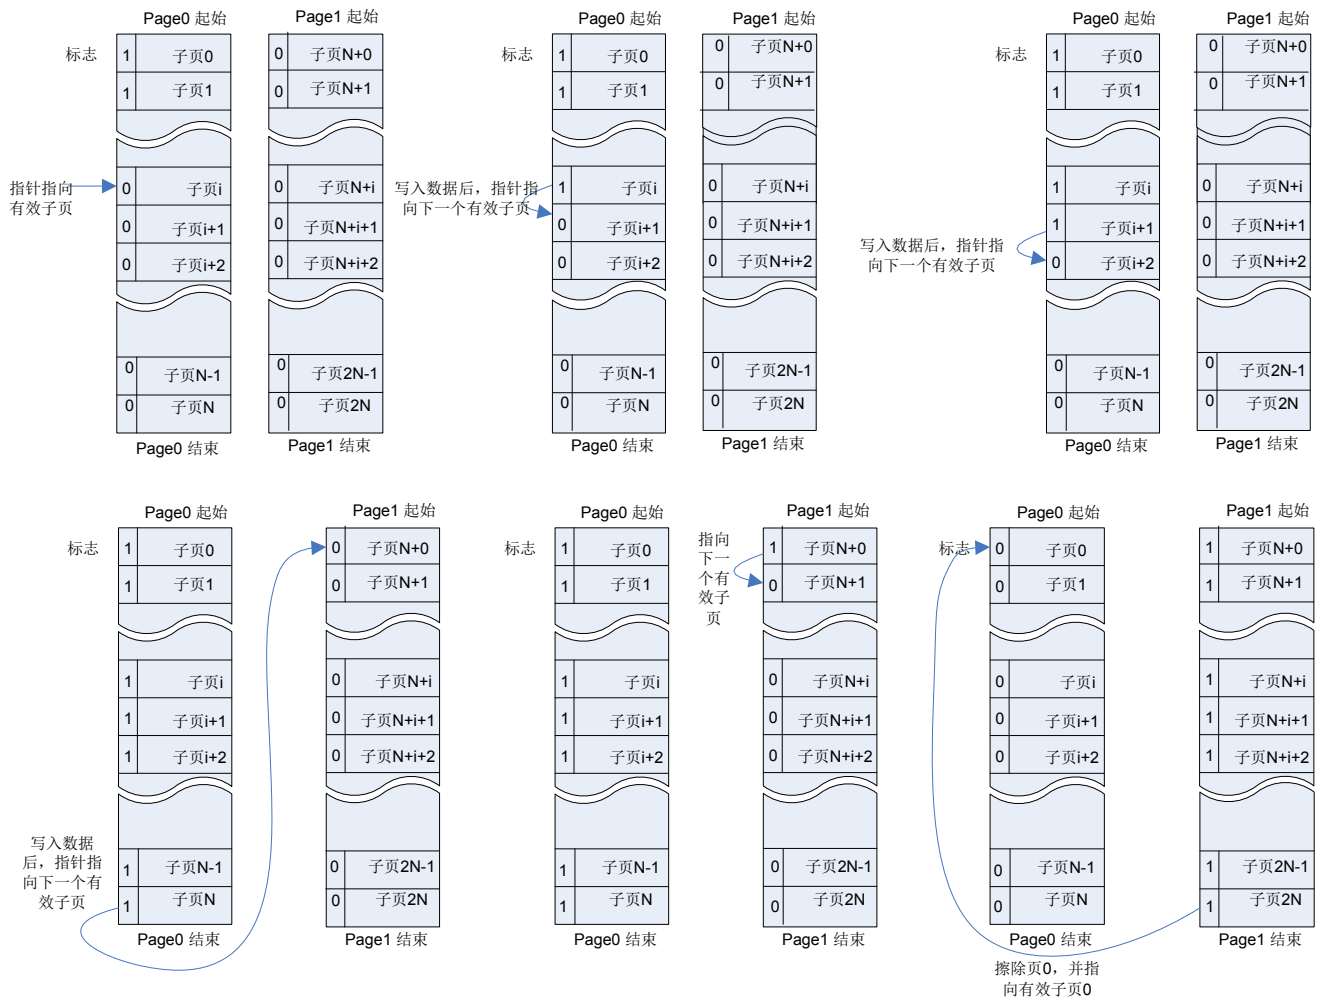 Page0 起始
Page1 起始
标志
1 子页0
0 子页N+0
1 子页1
0 子页N+1
指针指向
有效子页
0 子页i
0 子页N+i
0 子页i+1
0 子页N+i+1
0 子页i+2
0 子页N+i+2
0 子页N-1
0 子页2N-1
0 子页N
0 子页2N
Page0 结束
Page1 结束
Page0 起始
Page1 起始
标志
1 子页0
0 子页N+0
1 子页1
0 子页N+1
写入数据后，指针指
向下一个有效子页
1 子页i
0 子页N+i
0 子页i+1
0 子页N+i+1
0 子页i+2
0 子页N+i+2
0 子页N-1
0 子页2N-1
0 子页N
0 子页2N
Page0 结束
Page1 结束
Page0 起始
Page1 起始
标志
1 子页0
0 子页N+0
1 子页1
0 子页N+1
1 子页i
0 子页N+i
1 子页i+1
0 子页N+i+1
写入数据后，指针指
向下一个有效子页
0 子页i+2
0 子页N+i+2
0 子页N-1
0 子页2N-1
0 子页N
0 子页2N
Page0 结束
Page1 结束
Page0 起始
Page1 起始
标志
1 子页0
0 子页N+0
1 子页1
0 子页N+1
1 子页i
0 子页N+i
1 子页i+1
0 子页N+i+1
1 子页i+2
0 子页N+i+2
写入数据
后，指针指
向下一个有
效子页
1 子页N-1
0 子页2N-1
1 子页N
0 子页2N
Page0 结束
Page1 结束
Page0 起始
Page1 起始
标志
1 子页0
指向
下一
个有
效子
页
1 子页N+0
1 子页1
0 子页N+1
1 子页i
0 子页N+i
1 子页i+1
0 子页N+i+1
1 子页i+2
0 子页N+i+2
1 子页N-1
0 子页2N-1
1 子页N
0 子页2N
Page0 结束
Page1 结束
Page0 起始
Page1 起始
标志
0 子页0
1 子页N+0
0 子页1
1 子页N+1
0 子页i
1 子页N+i
0 子页i+1
1 子页N+i+1
0 子页i+2
1 子页N+i+2
0 子页N-1
1 子页2N-1
0 子页N
1 子页2N
Page0 结束
Page1 结束
擦除页0，并指
向有效子页0